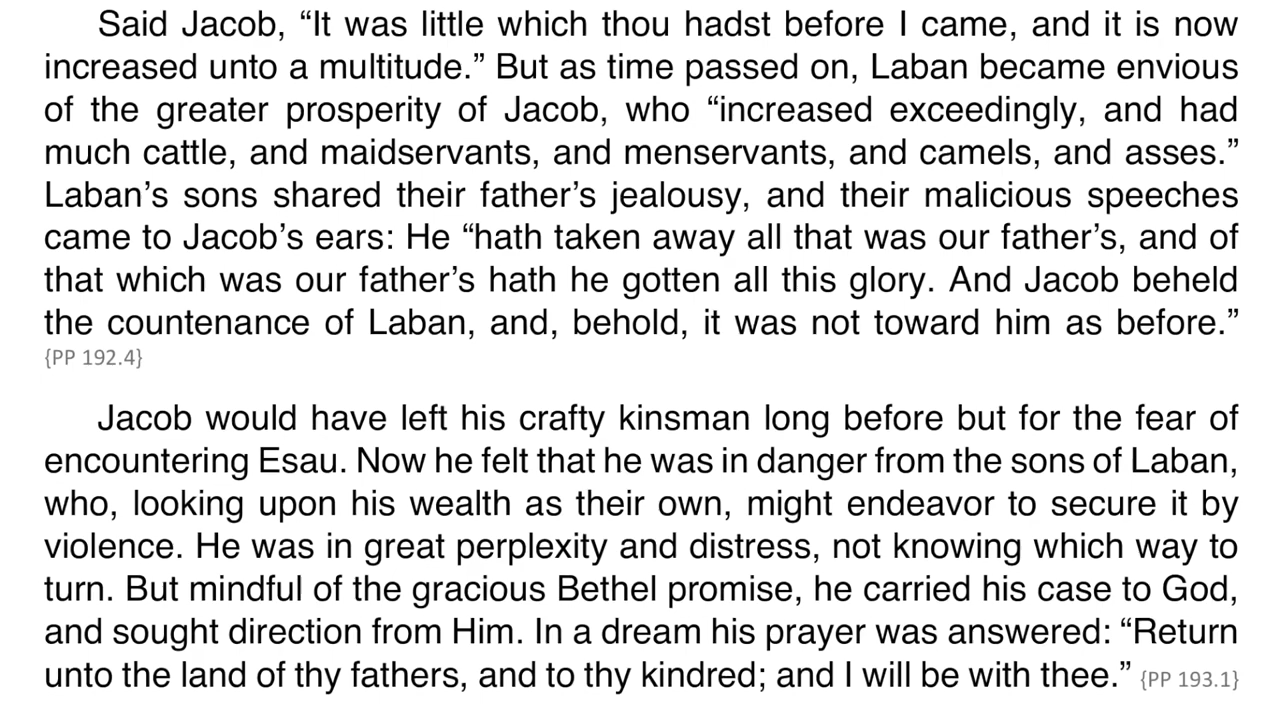 Said Jacob, “It was little which thou hadst before I came, and it is now
increased unto a multitude.” But as time passed on, Laban became envious
of the greater prosperity of Jacob, who “increased exceedingly, and had
much cattle, and maidservants, and menservants, and camels, and asses.”
Laban’s sons shared their father’s jealousy, and their malicious speeches
came to Jacob’s ears: He “hath taken away all that was our father’s, and of
that which was our father’s hath he gotten all this glory. And Jacob beheld
the countenance of Laban, and, behold, it was not toward him as before.”
{PP 192.4}
Jacob would have left his crafty kinsman long before but for the fear of
encountering Esau. Now he felt that he was in danger from the sons of Laban,
who, looking upon his wealth as their own, might endeavor to secure it by
violence. He was in great perplexity and distress, not knowing which way to
turn. But mindful of the gracious Bethel promise, he carried his case to God,
and sought direction from Him. In a dream his prayer was answered: “Return
unto the land of thy fathers, and to thy kindred; and I will be with thee.” {PP 193.1}